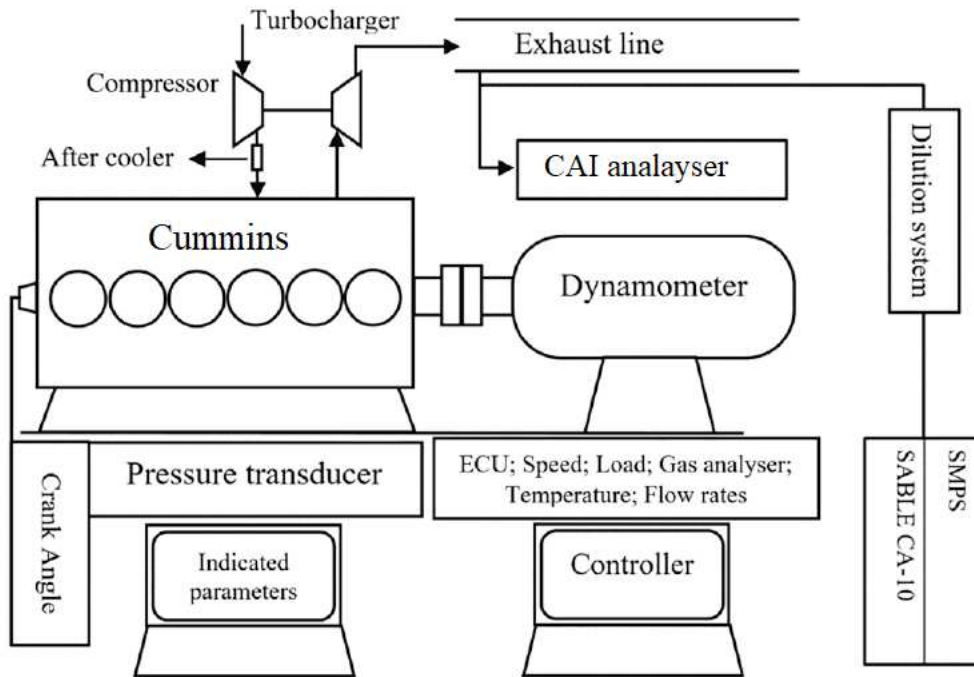 Turbocharger
Exhaust line
Compressor
After cooler
CAI analayser
Dilution system
Cummins
Dynamometer
Crank Angle
Pressure transducer
ECU; Speed; Load; Gas analyser;
Temperature; Flow rates
SMPS
SABLE CA-10
Indicated
parameters
Controller